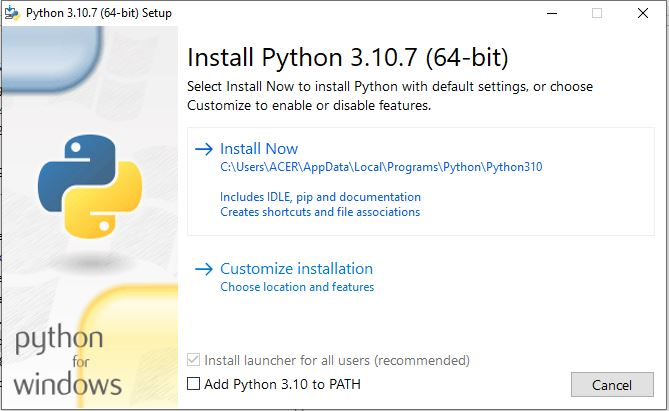 Python 3.10.7 (64-bit) Setup
Install Python 3.10.7 (64-bit)
Select Install Now to install Python with default settings, or choose
Customize to enable or disable features.
Install Now
C:\Users\ACER\AppData\Local\Programs\Python\Python310
Includes IDLE, pip and documentation
Creates shortcuts and file associations
Customize installation
Choose location and features
python
for
windows
Install launcher for all users (recommended)
Add Python 3.10 to PATH
Cancel